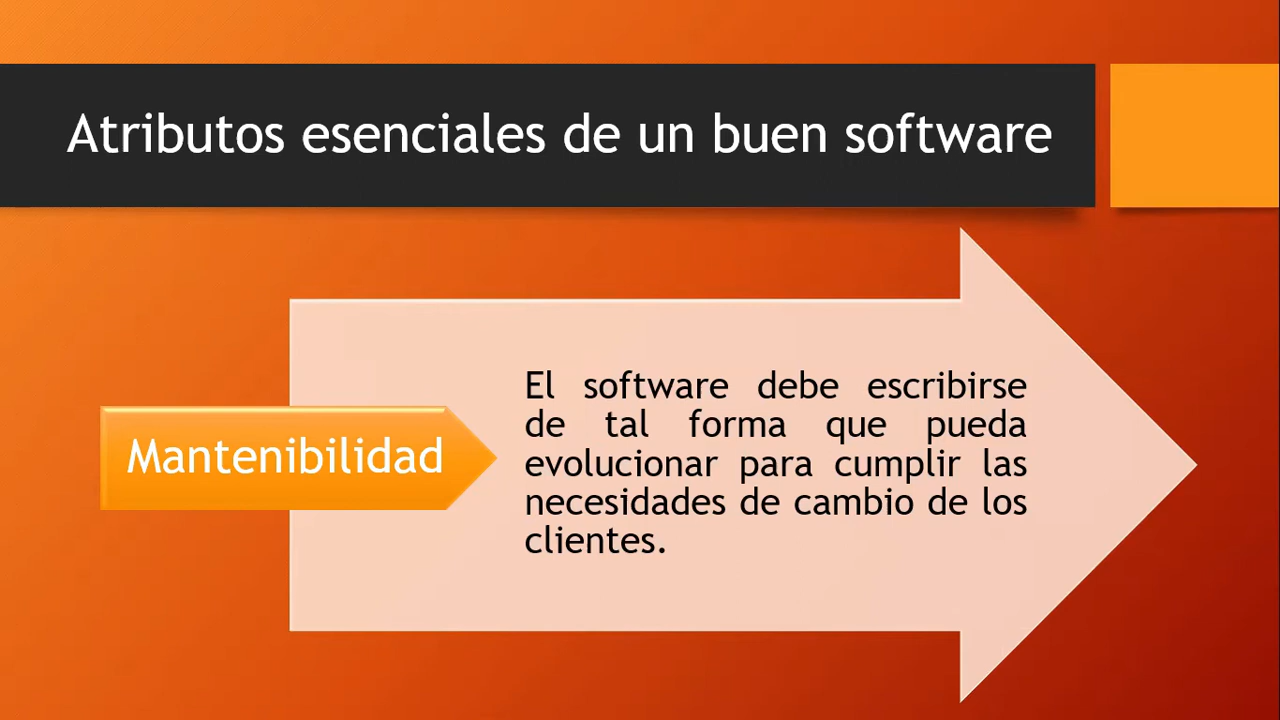 Atributos esenciales de un buen software
Mantenibilidad
El software debe escribirse
de tal forma que pueda
evolucionar para cumplir las
necesidades de cambio de los
clientes.